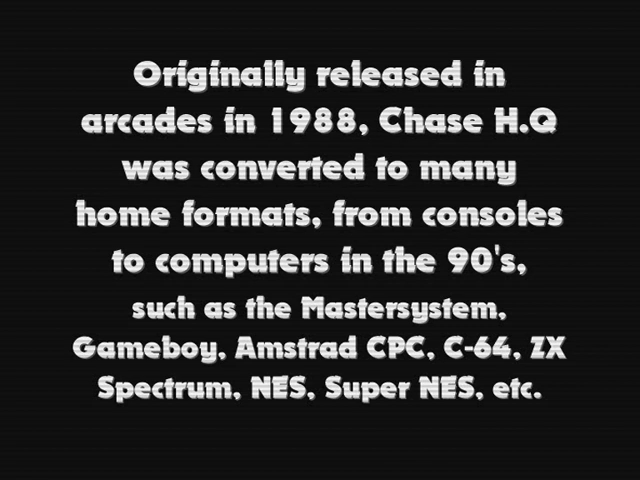 Originally released in
arcades in 1988, Chase H.Q
was converted to many
home formats, from consoles
to computers in the 90's,
such as the Mastersystem,
Gameboy, Amstrad CPC, C-64, ZX
Spectrum, NES, Super NES, etc.